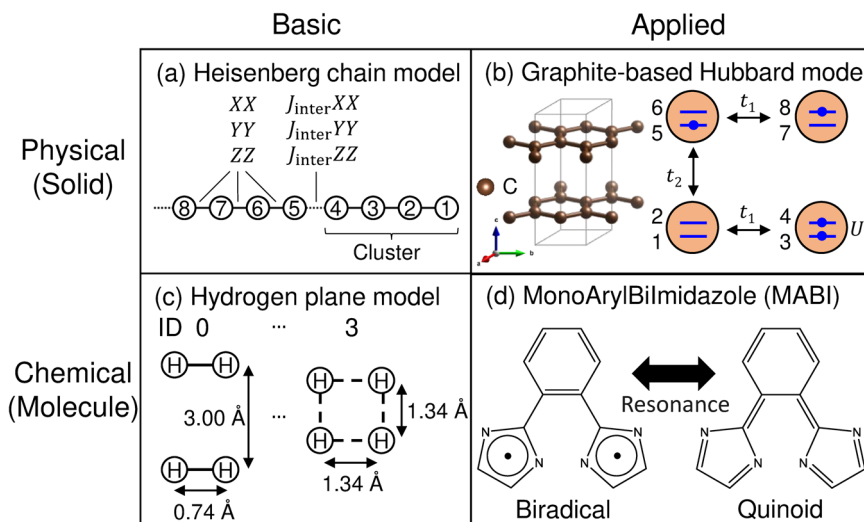 Basic
Applied
Physical
(Solid)
Chemical
(Molecule)
(a) Heisenberg chain model
XX
YY
ZZ
J_inter XX
J_inter YY
J_inter ZZ
8 7 6 5 4 3 2 1
Cluster
(b) Graphite-based Hubbard mode
C
c
a
b
6
5
t₁
8
7
t₂
2
1
t₁
4
3
U
(c) Hydrogen plane model
ID 0 ... 3
H H
H H
3.00 Å
0.74 Å
...
H H
H H
1.34 Å
1.34 Å
(d) MonoArylBiImidazole (MABI)
Resonance
N N N N
N N N N
Biradical
Quinoid